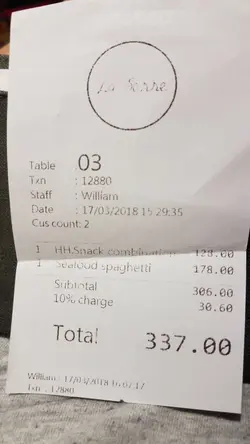 La Serre
Table : 03
Txn : 12880
Staff : William
Date : 17/03/2018 15:29:35
Cus count: 2
1 HH.Snack combination 128.00
1 Seafood spaghetti 178.00
Subtotal 306.00
10% charge 30.60
Total 337.00
William : 17/03/2018 16:07:17
Txn : 12880